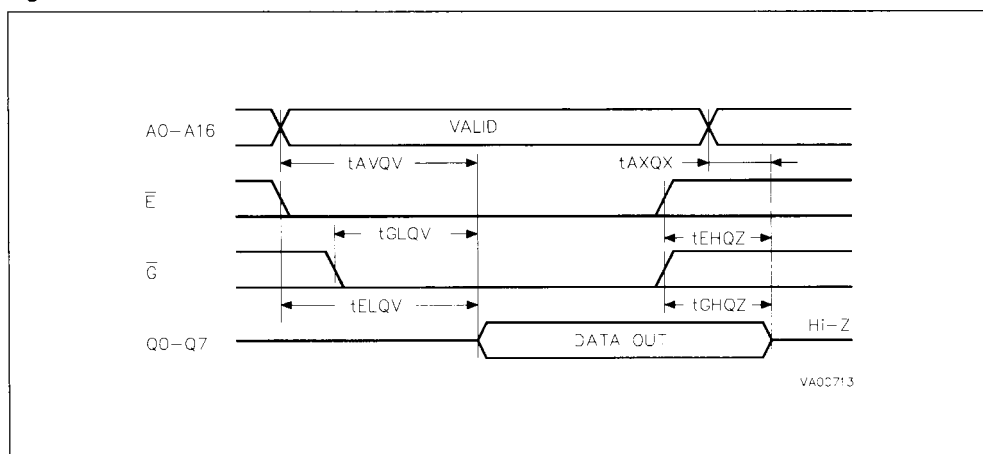 A0-A16
VALID
tAVQV
tAXQX
E
tGLQV
tEHQZ
G
tELQV
tGHQZ
Q0-Q7
DATA OUT
Hi-Z
VA00713